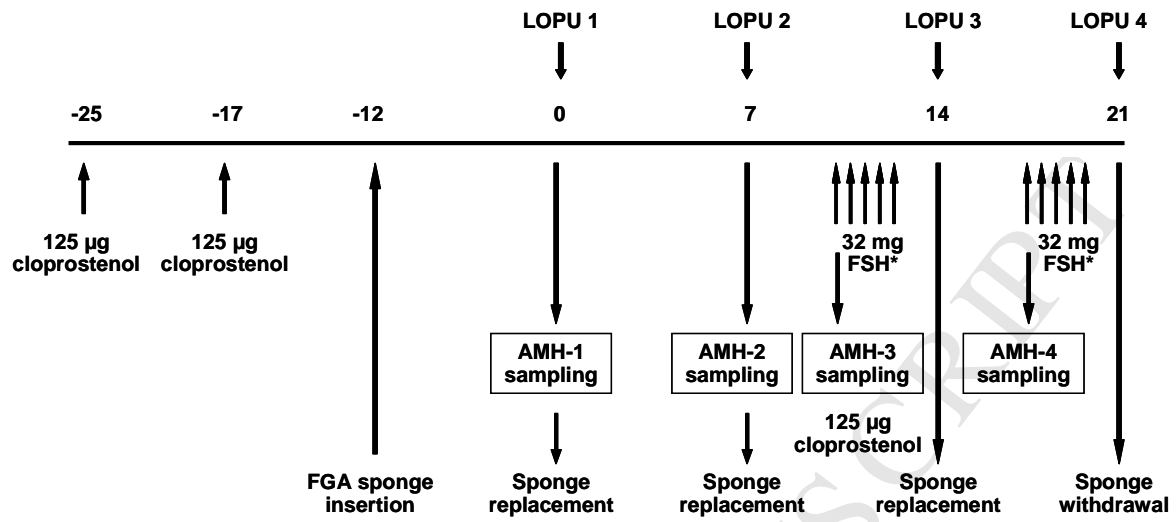 LOPU 1 LOPU 2 LOPU 3 LOPU 4
-25 -17 -12 0 7 14 21
125 µg
cloprostenol
125 µg
cloprostenol
32 mg
FSH*
32 mg
FSH*
AMH-1
sampling
AMH-2
sampling
AMH-3
sampling
AMH-4
sampling
125 µg
cloprostenol
FGA sponge
insertion
Sponge
replacement
Sponge
replacement
Sponge
replacement
Sponge
withdrawal
SCRIPT